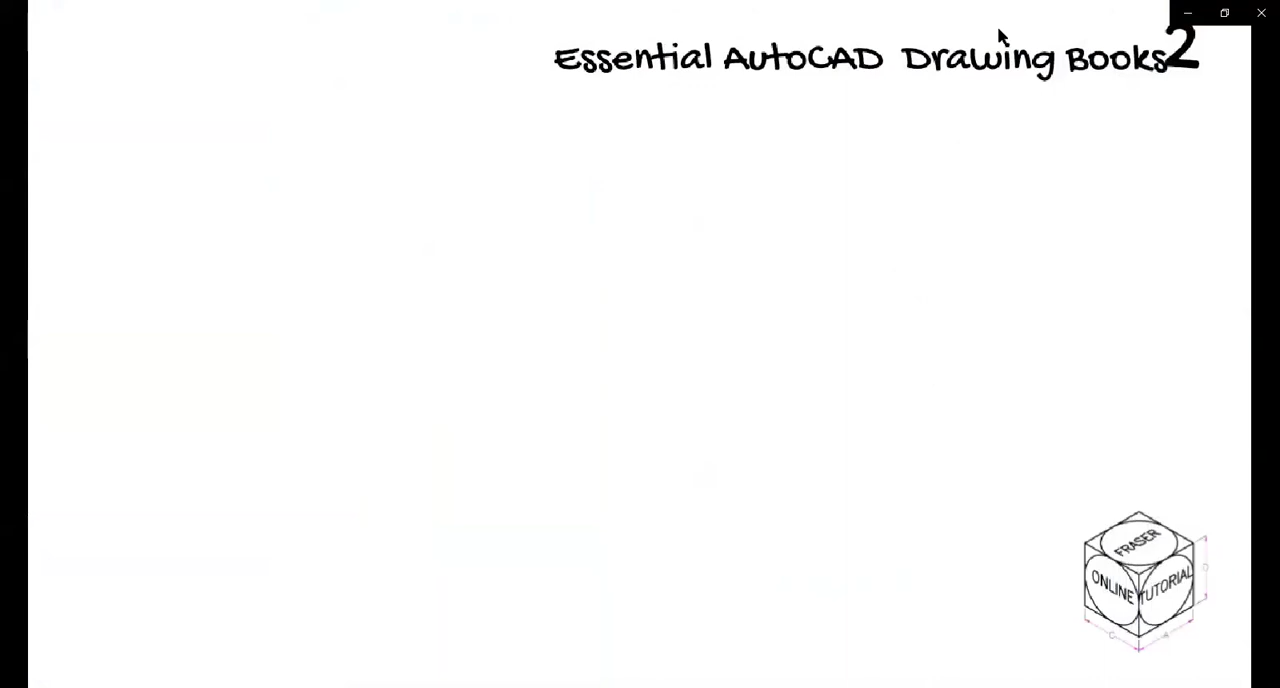 Essential AutoCAD Drawing Books 2
FRASER
ONLINE TUTORIAL
D
C A